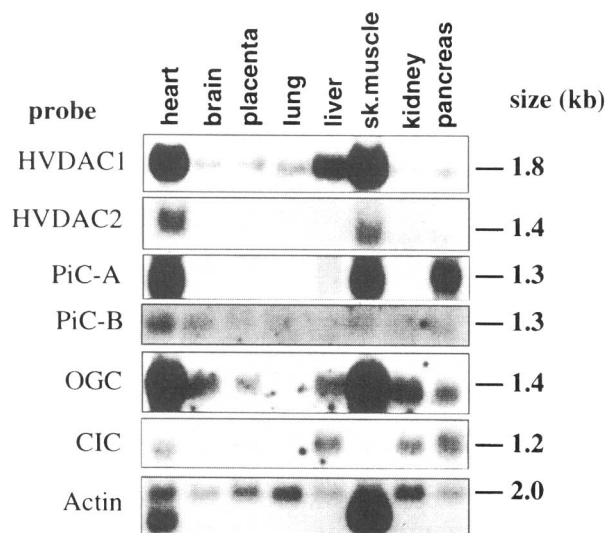 probe
heart
brain
placenta
lung
liver
sk.muscle
kidney
pancreas
size (kb)
HVDAC1
1.8
HVDAC2
1.4
PiC-A
1.3
PiC-B
1.3
OGC
1.4
CIC
1.2
Actin
2.0